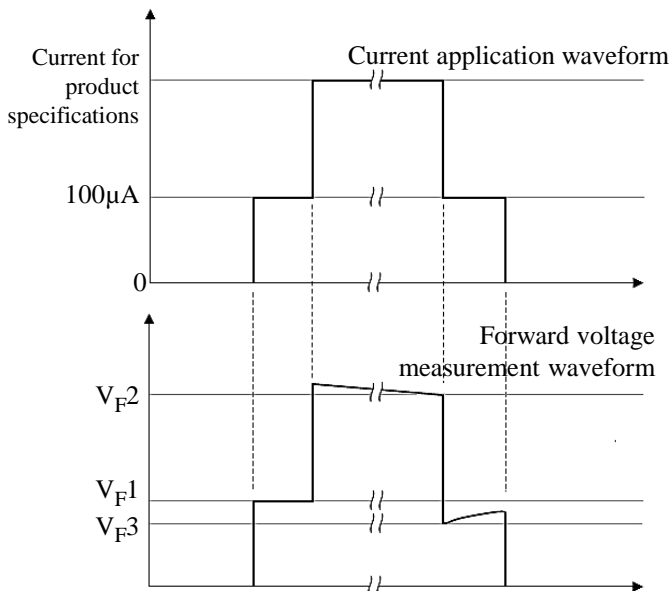 Current for
product
specifications
Current application waveform
100µA
0
Forward voltage
measurement waveform
VF2
VF1
VF3